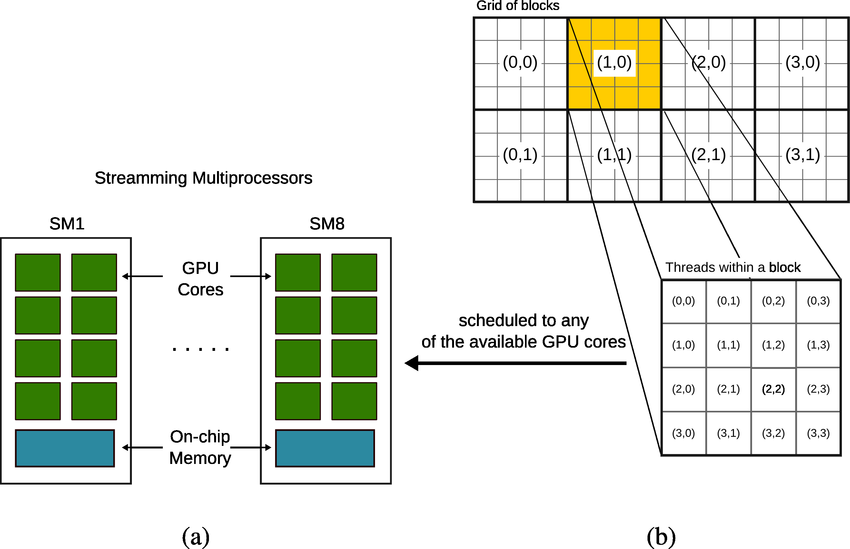 Grid of blocks
(0,0) (1,0) (2,0) (3,0)
(0,1) (1,1) (2,1) (3,1)
Streamming Multiprocessors
SM1 SM8
GPU
Cores
. . . . .
On-chip
Memory
scheduled to any
of the available GPU cores
Threads within a block
(0,0) (0,1) (0,2) (0,3)
(1,0) (1,1) (1,2) (1,3)
(2,0) (2,1) (2,2) (2,3)
(3,0) (3,1) (3,2) (3,3)
(a) (b)